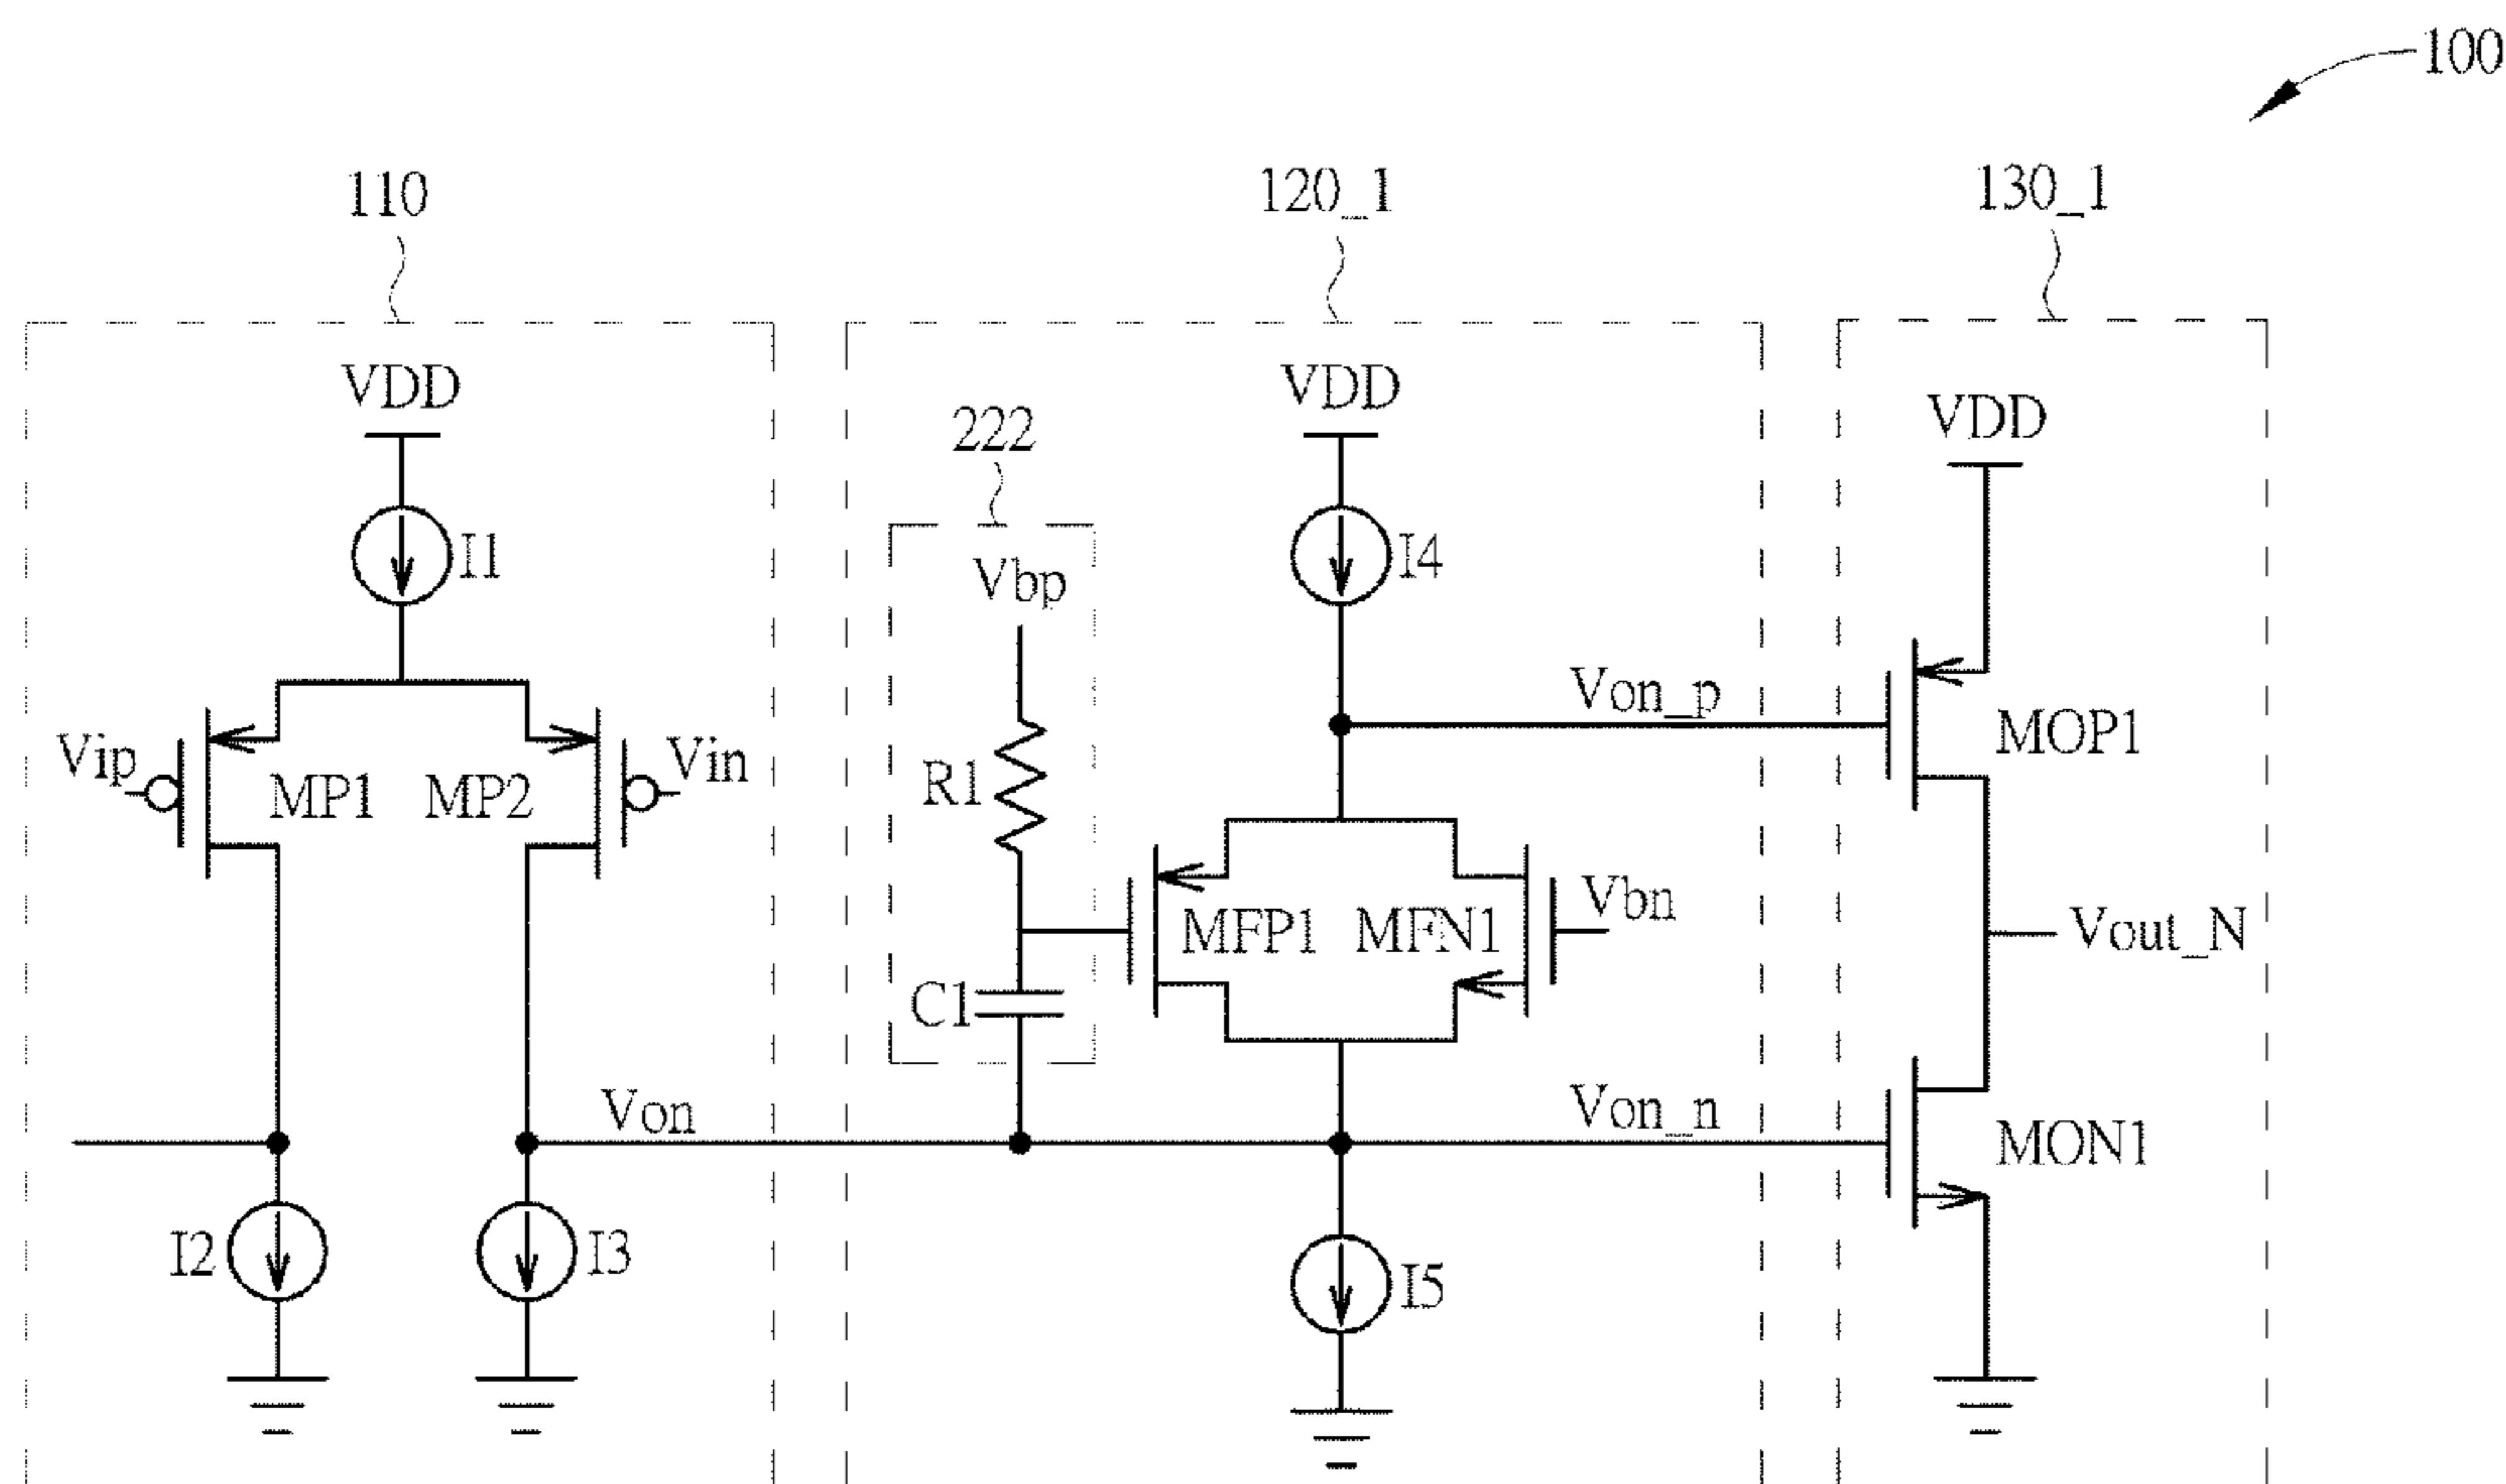 100
110
120_1
130_1
VDD
VDD
VDD
222
I1
Vbp
I4
Von_p
Vip
MP1
MP2
Vin
R1
MOP1
MFP1
MFN1
Vbn
Vout_N
C1
Von
Von_n
MON1
I2
I3
I5